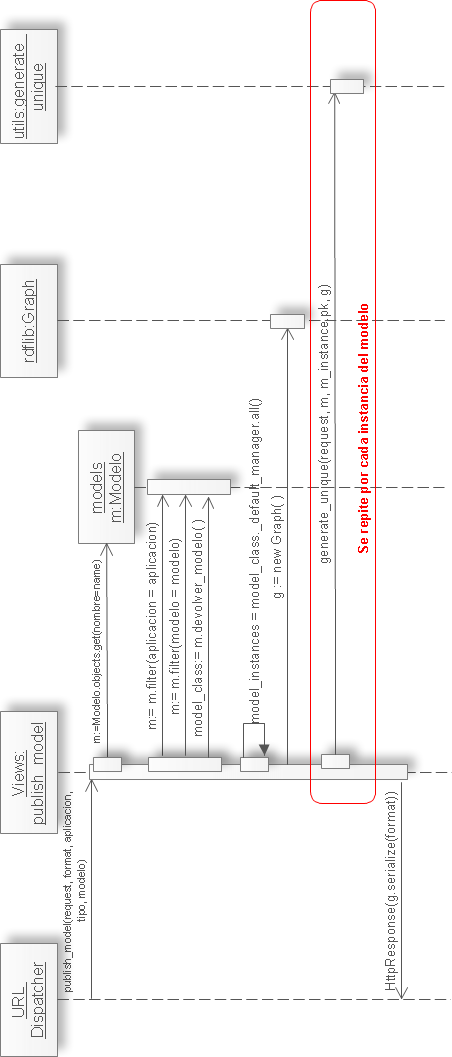 URL
Dispatcher
Views:
publish_model
models
m:Modelo
rdflib:Graph
utils:generate
unique
publish_model(request, format, aplicacion,
tipo, modelo)
m:=Modelo.objects.get(nombre=name)
m:= m.filter(aplicacion = aplicacion)
m:= m.filter(modelo = modelo)
model_class:= m.devolver_modelo( )
model_instances = model_class._default_manager.all()
g := new Graph( )
generate_unique(request, m, m_instance.pk, g)
Se repite por cada instancia del modelo
HttpResponse(g.serialize(format))